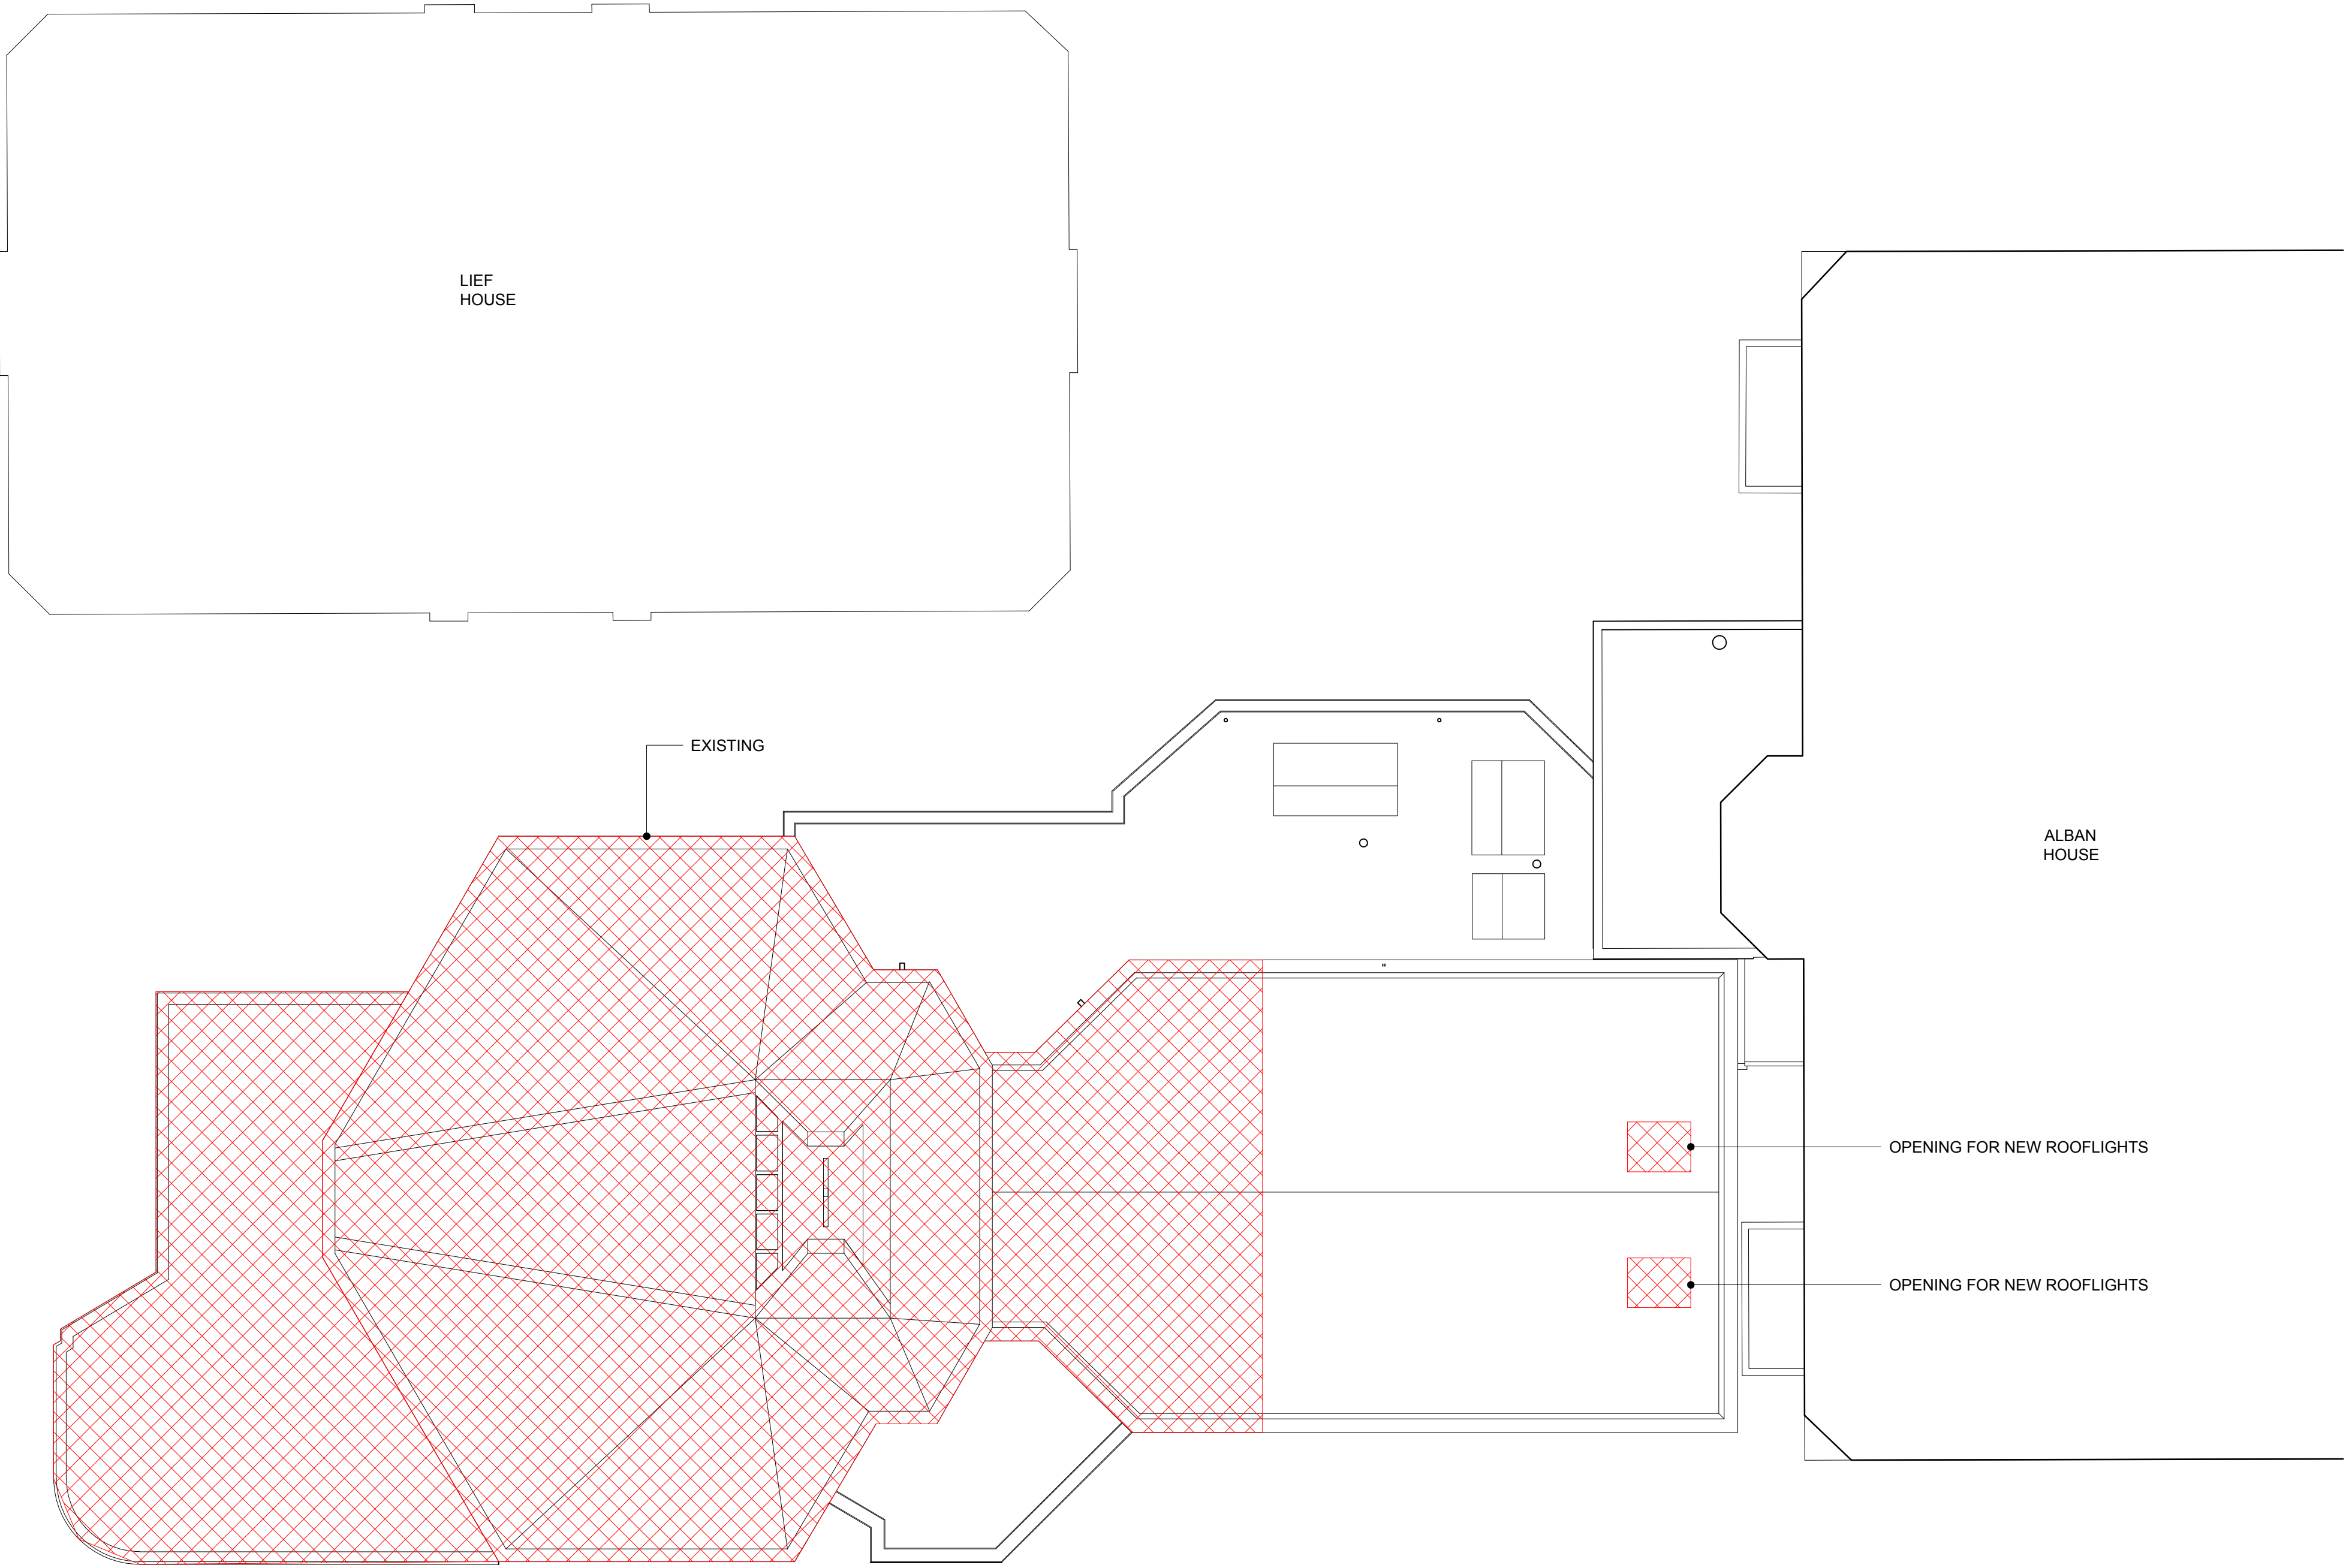 LIEF
HOUSE
EXISTING
ALBAN
HOUSE
OPENING FOR NEW ROOFLIGHTS
OPENING FOR NEW ROOFLIGHTS